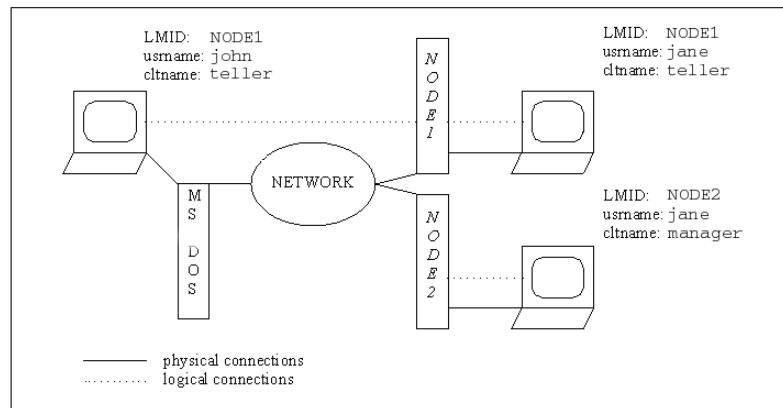 LMID: NODE1
usrname: john
cltname: teller
LMID: NODE1
usrname: jane
cltname: teller
NODE1
NETWORK
MS DOS
NODE2
LMID: NODE2
usrname: jane
cltname: manager
physical connections
logical connections